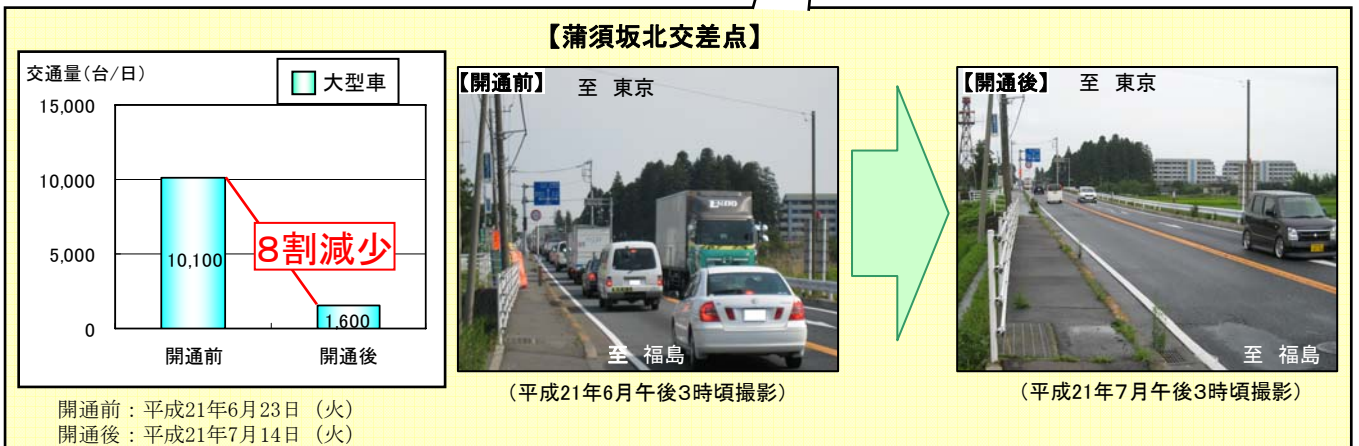 【蒲須坂北交差点】
交通量(台/日)
大型車
15,000
10,000
5,000
0
10,100
8割減少
1,600
開通前
開通後
開通前：平成21年6月23日（火）
開通後：平成21年7月14日（火）
【開通前】
至 東京
至 福島
（平成21年6月午後3時頃撮影）
【開通後】
至 東京
至 福島
（平成21年7月午後3時頃撮影）